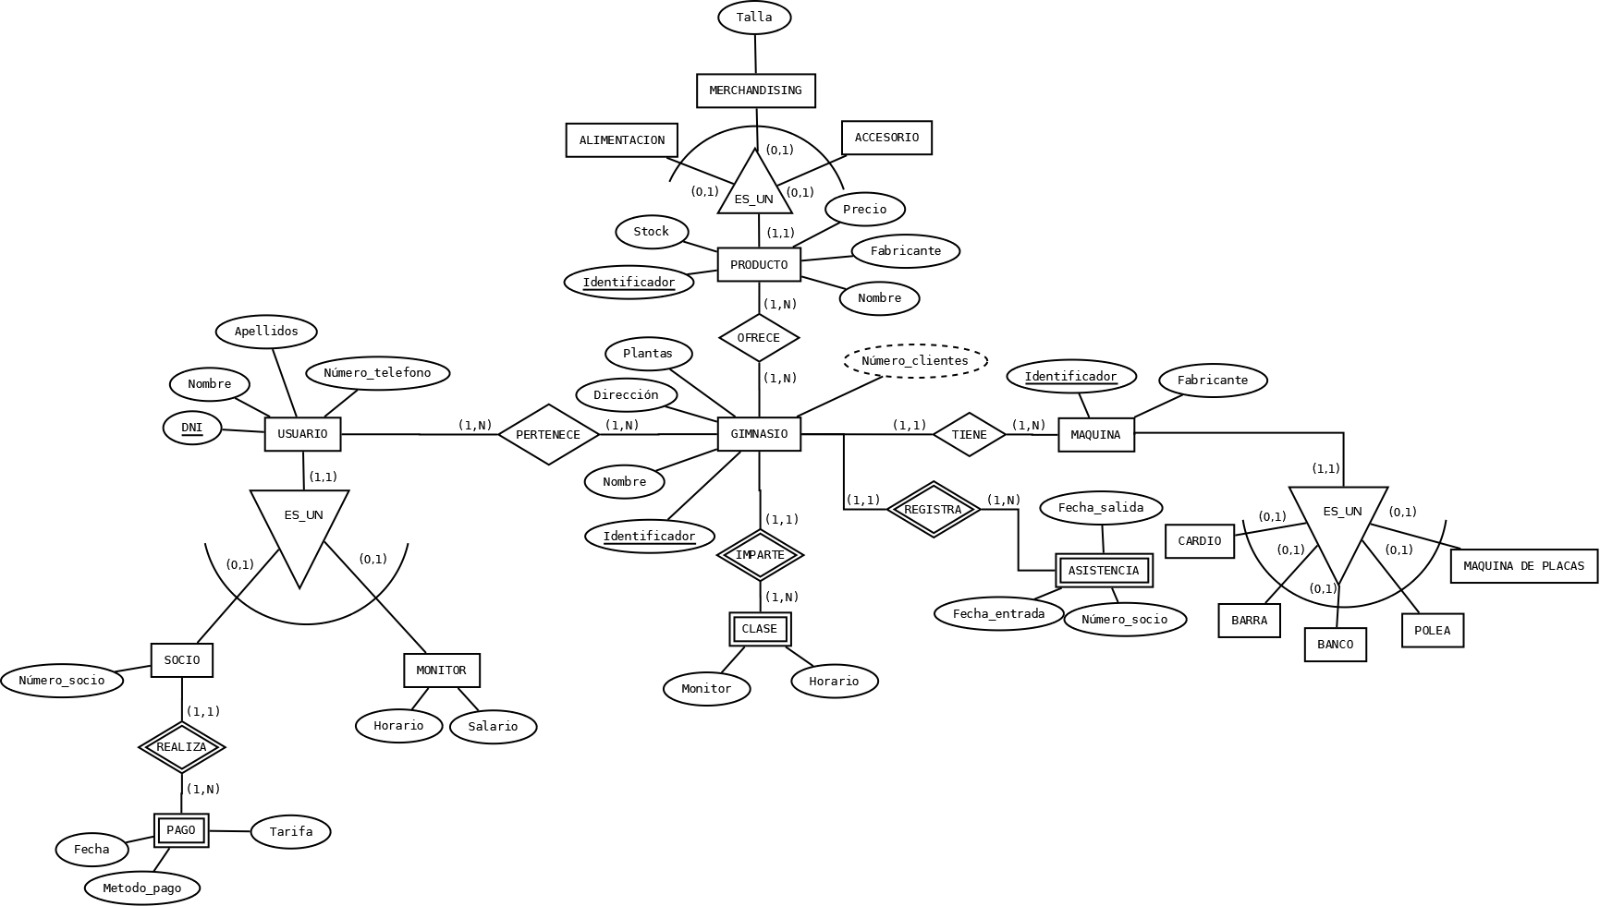 Talla
MERCHANDISING
ALIMENTACION
ACCESORIO
(0,1)
(0,1)
(0,1)
ES_UN
Precio
Stock
(1,1)
Fabricante
PRODUCTO
Identificador
Nombre
(1,N)
Apellidos
OFRECE
Plantas
Número_clientes
Número_telefono
Nombre
(1,N)
Identificador
Fabricante
Dirección
DNI
USUARIO
(1,N)
PERTENECE
(1,N)
GIMNASIO
(1,1)
TIENE
(1,N)
MAQUINA
(1,1)
(1,1)
Nombre
ES_UN
(1,1)
REGISTRA
(1,N)
Fecha_salida
ES_UN
(0,1)
(0,1)
(1,1)
Identificador
CARDIO
(0,1)
(0,1)
IMPARTE
(0,1)
(0,1)
ASISTENCIA
MAQUINA DE PLACAS
(0,1)
(1,N)
Fecha_entrada
Número_socio
BARRA
CLASE
POLEA
BANCO
SOCIO
MONITOR
Número_socio
Monitor
Horario
(1,1)
Horario
Salario
REALIZA
(1,N)
PAGO
Tarifa
Fecha
Metodo_pago